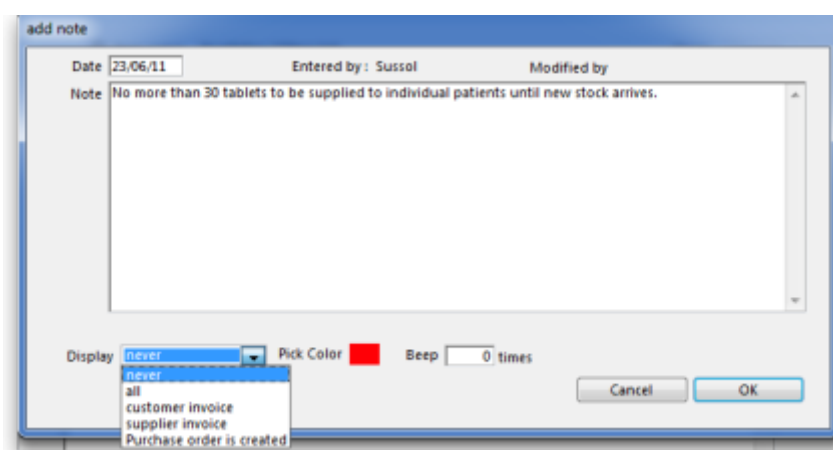 add note
Date 23/06/11 Entered by : Sussol Modified by
Note No more than 30 tablets to be supplied to individual patients until new stock arrives.
Display never Pick Color Beep 0 times
never
all
customer invoice
supplier invoice
Purchase order is created
Cancel OK